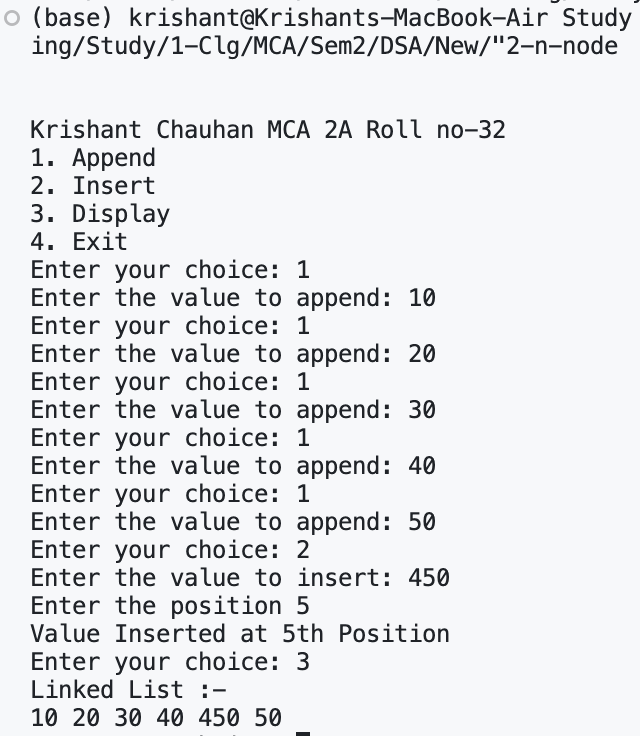 (base) krishant@Krishants-MacBook-Air Study
ing/Study/1-Clg/MCA/Sem2/DSA/New/"2-n-node
Krishant Chauhan MCA 2A Roll no-32
1. Append
2. Insert
3. Display
4. Exit
Enter your choice: 1
Enter the value to append: 10
Enter your choice: 1
Enter the value to append: 20
Enter your choice: 1
Enter the value to append: 30
Enter your choice: 1
Enter the value to append: 40
Enter your choice: 1
Enter the value to append: 50
Enter your choice: 2
Enter the value to insert: 450
Enter the position 5
Value Inserted at 5th Position
Enter your choice: 3
Linked List :-
10 20 30 40 450 50